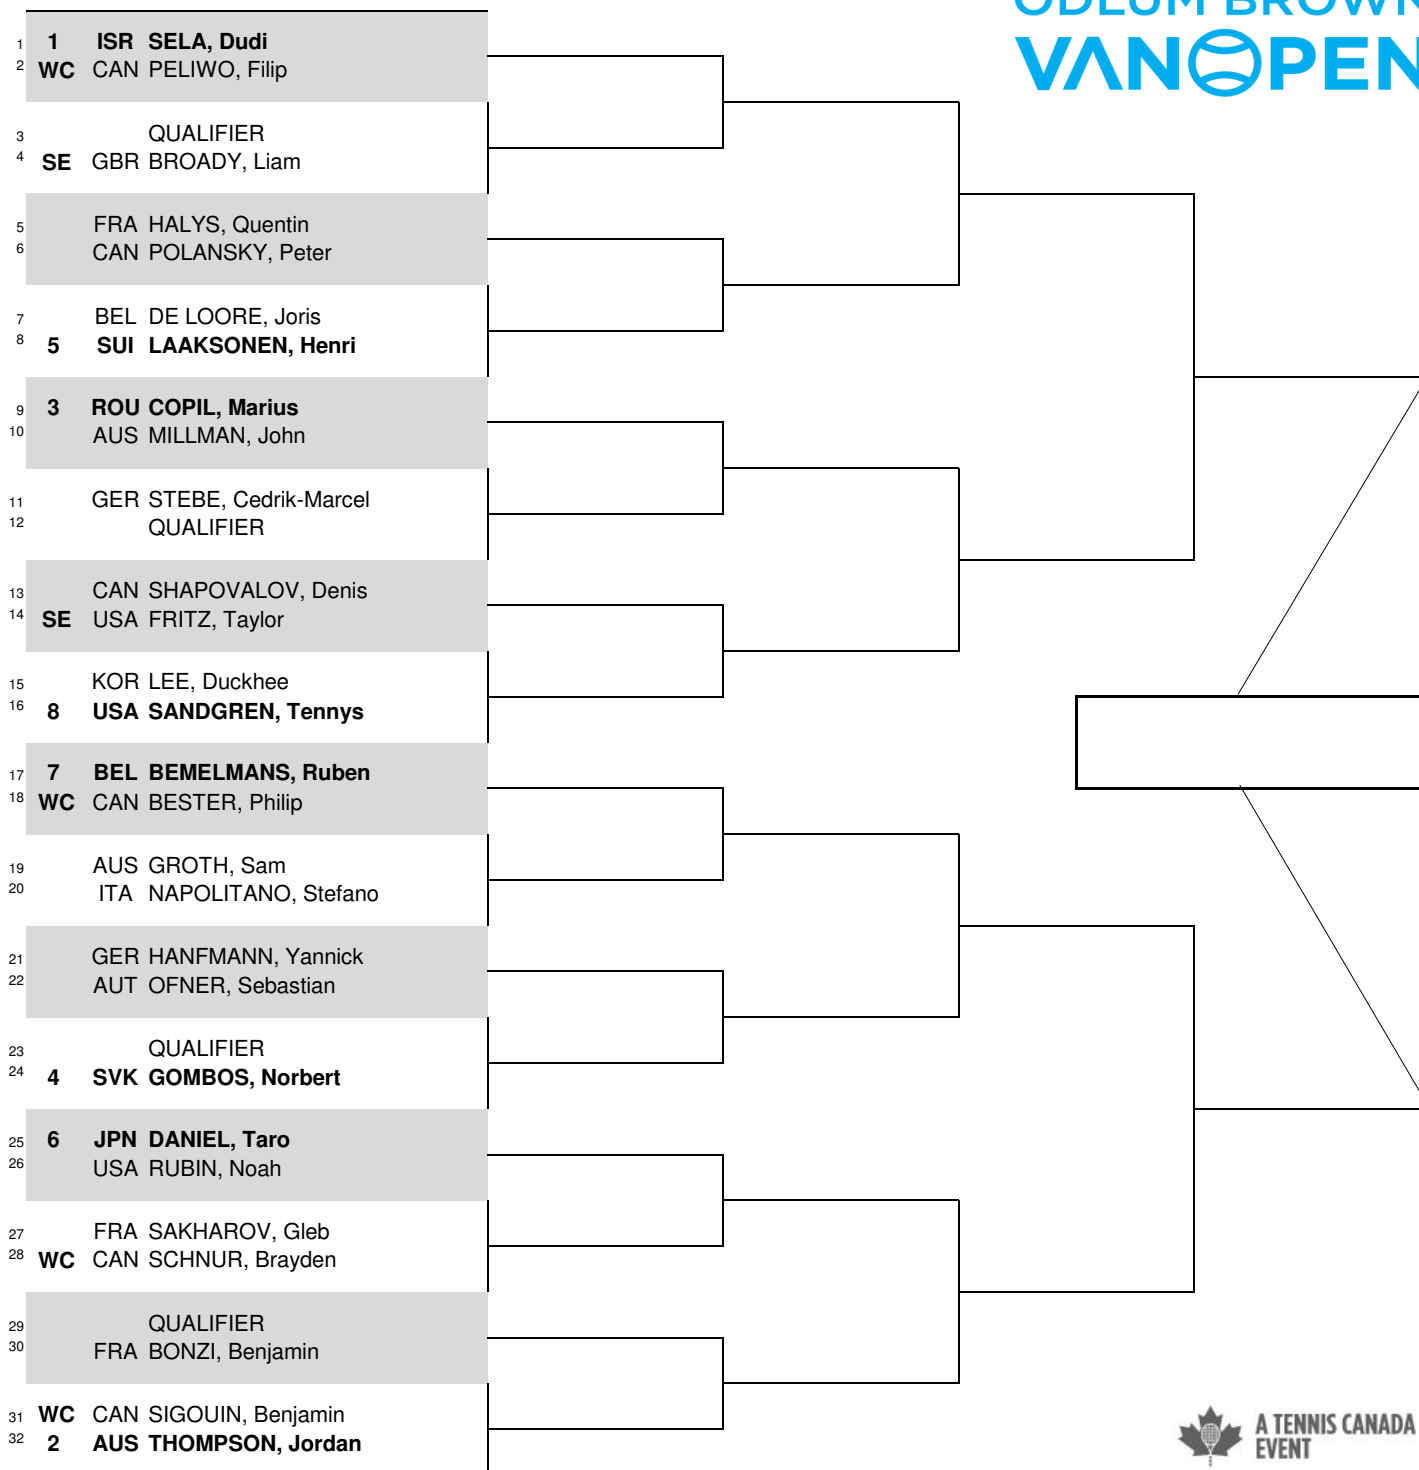 ODLUM BROWN
VANOPEN
1 1 ISR SELA, Dudi
2 WC CAN PELIWO, Filip
3 QUALIFIER
4 SE GBR BROADY, Liam
5 FRA HALYS, Quentin
6 CAN POLANSKY, Peter
7 BEL DE LOORE, Joris
8 5 SUI LAAKSONEN, Henri
9 3 ROU COPIL, Marius
10 AUS MILLMAN, John
11 GER STEBE, Cedrik-Marcel
12 QUALIFIER
13 CAN SHAPOVALOV, Denis
14 SE USA FRITZ, Taylor
15 KOR LEE, Duckhee
16 8 USA SANDGREN, Tennys
17 7 BEL BEMELMANS, Ruben
18 WC CAN BESTER, Philip
19 AUS GROTH, Sam
20 ITA NAPOLITANO, Stefano
21 GER HANFMANN, Yannick
22 AUT OFNER, Sebastian
23 QUALIFIER
24 4 SVK GOMBOS, Norbert
25 6 JPN DANIEL, Taro
26 USA RUBIN, Noah
27 FRA SAKHAROV, Gleb
28 WC CAN SCHNUR, Brayden
29 QUALIFIER
30 FRA BONZI, Benjamin
31 WC CAN SIGOUIN, Benjamin
32 2 AUS THOMPSON, Jordan
A TENNIS CANADA
EVENT